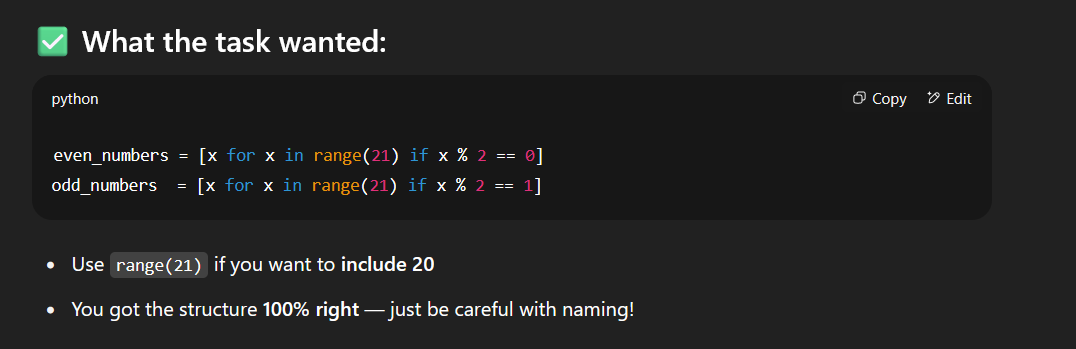 ✅ What the task wanted:
python Copy Edit
even_numbers = [x for x in range(21) if x % 2 == 0]
odd_numbers  = [x for x in range(21) if x % 2 == 1]
• Use range(21) if you want to include 20
• You got the structure 100% right — just be careful with naming!